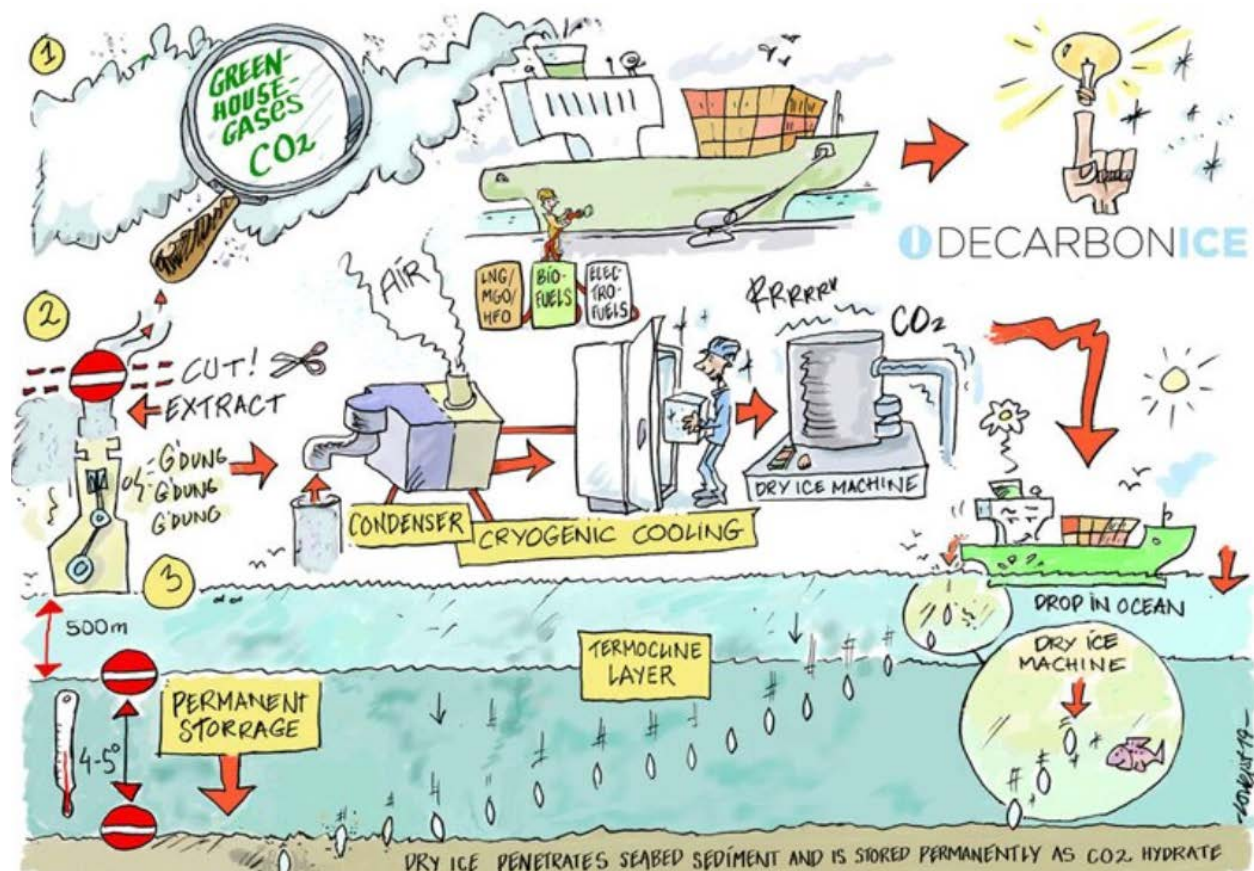 1
GREEN-
HOUSE-
GASES
CO2
DECARBONICE
LNG/
MGO/
HFO
BIO-
FUELS
ELEC-
TRO-
FUELS
2
CUT!
EXTRACT
G'DUNG
G'DUNG
G'DUNG
AIR
CONDENSER
CRYOGENIC COOLING
RRRRRR
CO2
DRY ICE MACHINE
3
500m
4-5°
PERMANENT
STORRAGE
TERMOCLINE
LAYER
DROP IN OCEAN
DRY ICE
MACHINE
DRY ICE PENETRATES SEABED SEDIMENT AND IS STORED PERMANENTLY AS CO2 HYDRATE